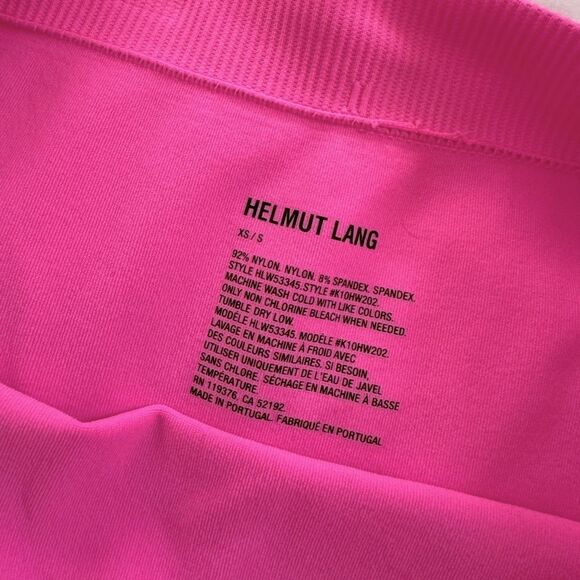 HELMUT LANG
XS / S
92% NYLON. NYLON. 8% SPANDEX. SPANDEX.
STYLE HLW53345.STYLE #K10HW202.
MACHINE WASH COLD WITH LIKE COLORS.
ONLY NON CHLORINE BLEACH WHEN NEEDED.
TUMBLE DRY LOW.
MODÈLE HLW53345. MODÈLE #K10HW202.
LAVAGE EN MACHINE À FROID AVEC
DES COULEURS SIMILAIRES. SI BESOIN,
UTILISER UNIQUEMENT DE L'EAU DE JAVEL
SANS CHLORE. SÉCHAGE EN MACHINE À BASSE
TEMPÉRATURE.
RN 119376, CA 52192.
MADE IN PORTUGAL. FABRIQUÉ EN PORTUGAL